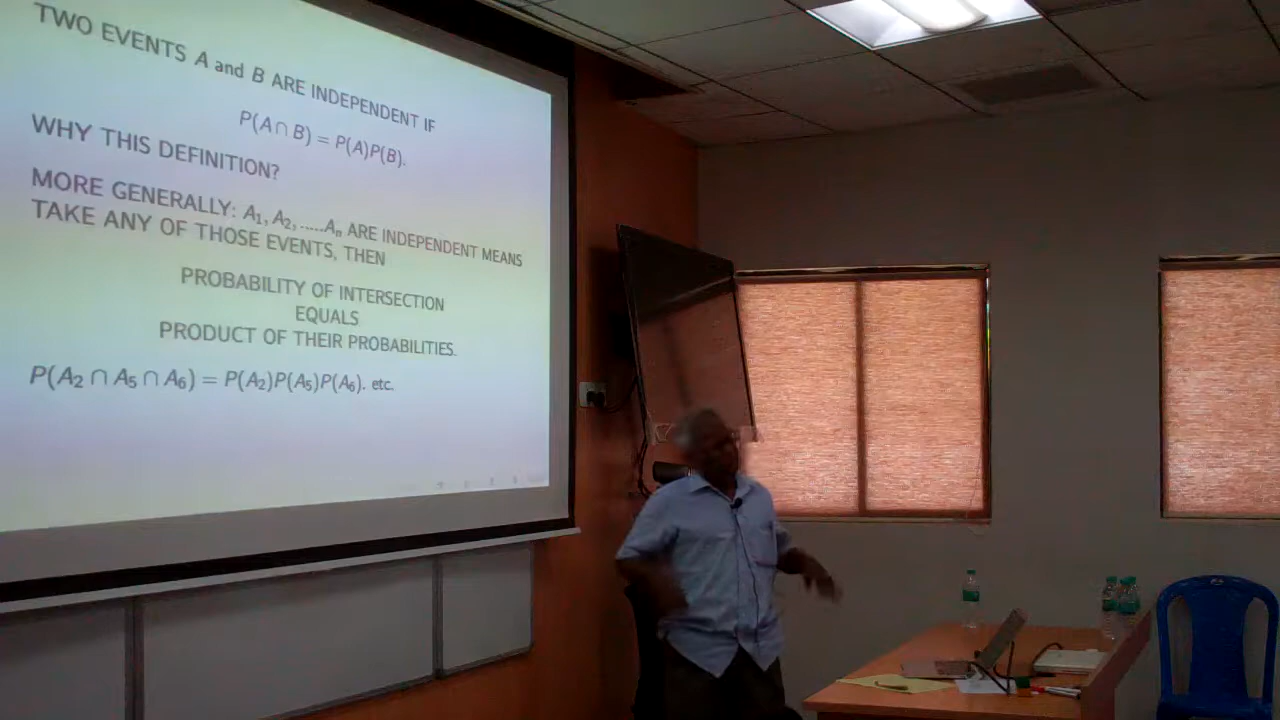 TWO EVENTS A and B ARE INDEPENDENT IF
P(A ∩ B) = P(A)P(B).
WHY THIS DEFINITION?
MORE GENERALLY: A₁, A₂, .....Aₙ ARE INDEPENDENT MEANS
TAKE ANY OF THOSE EVENTS, THEN
PROBABILITY OF INTERSECTION
EQUALS
PRODUCT OF THEIR PROBABILITIES.
P(A₂ ∩ A₅ ∩ A₆) = P(A₂)P(A₅)P(A₆). etc.